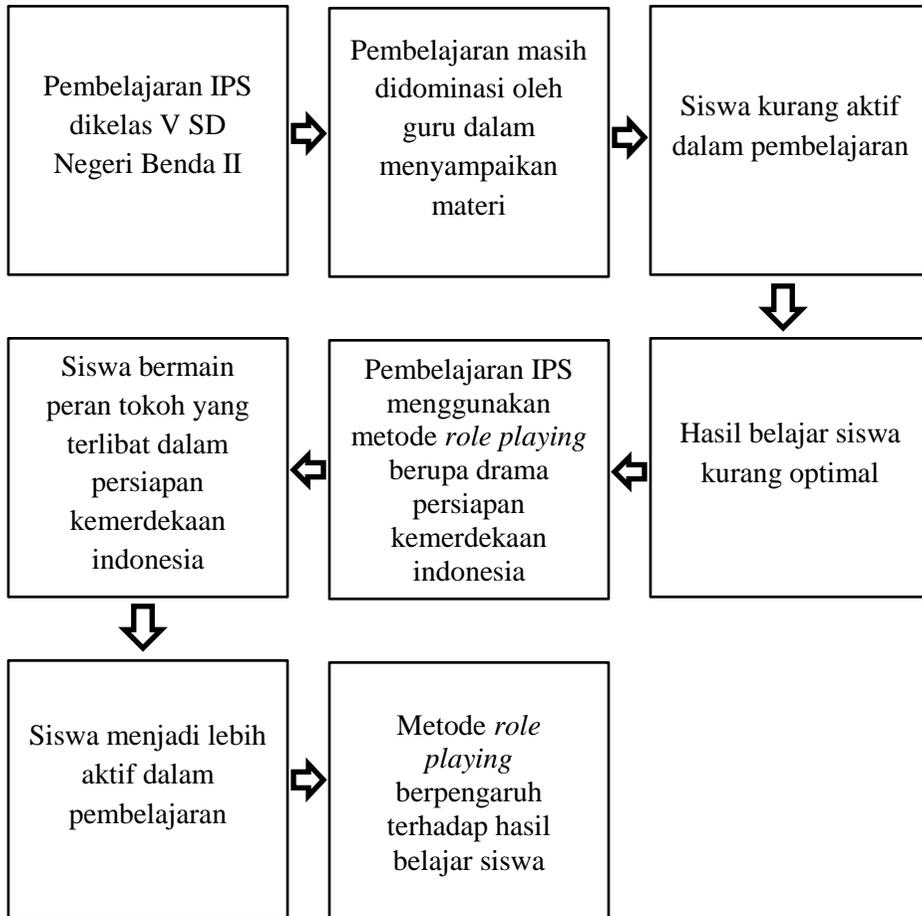 Pembelajaran IPS
dikelas V SD
Negeri Benda II
Pembelajaran masih
didominasi oleh
guru dalam
menyampaikan
materi
Siswa kurang aktif
dalam pembelajaran
Hasil belajar siswa
kurang optimal
Pembelajaran IPS
menggunakan
metode role playing
berupa drama
persiapan
kemerdekaan
indonesia
Siswa bermain
peran tokoh yang
terlibat dalam
persiapan
kemerdekaan
indonesia
Siswa menjadi lebih
aktif dalam
pembelajaran
Metode role
playing
berpengaruh
terhadap hasil
belajar siswa